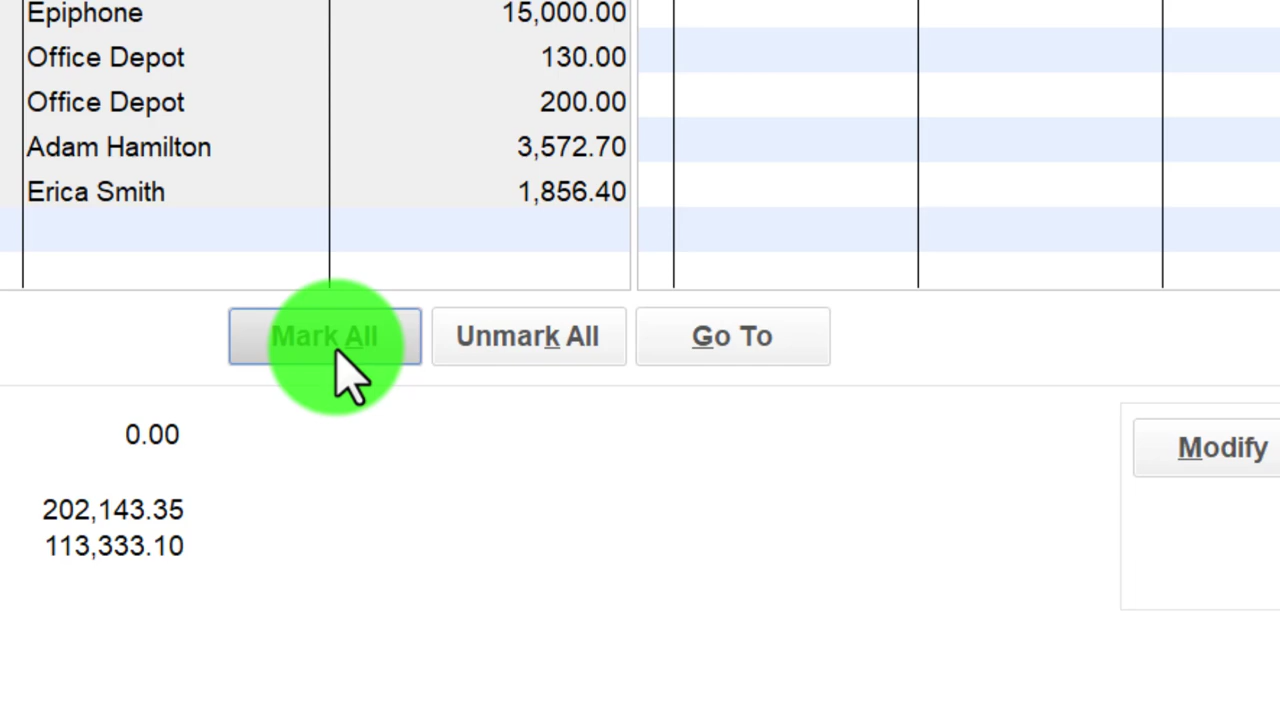 Epiphone 15,000.00
Office Depot 130.00
Office Depot 200.00
Adam Hamilton 3,572.70
Erica Smith 1,856.40
Mark All Unmark All Go To
0.00
Modify
202,143.35
113,333.10